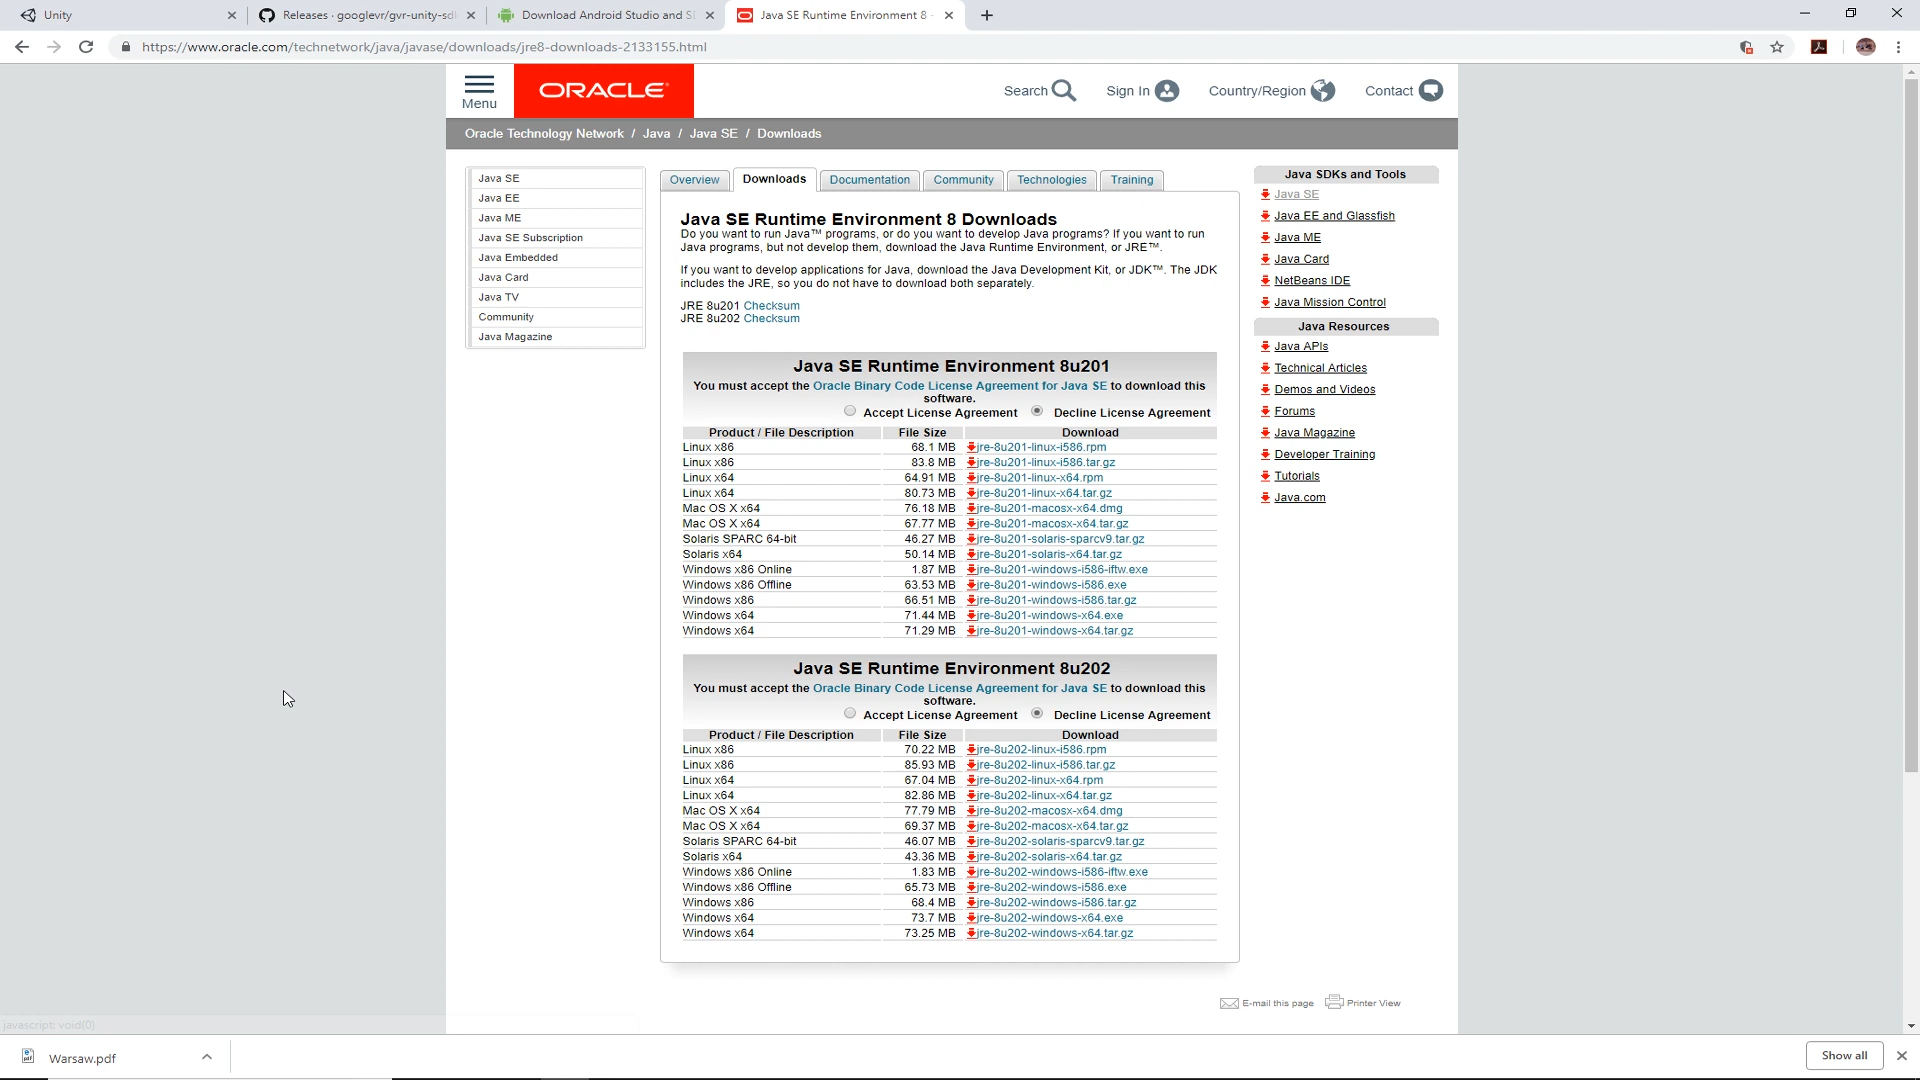 Unity
Releases · googlevr/gvr-unity-sdk
Download Android Studio and S
Java SE Runtime Environment 8 -
https://www.oracle.com/technetwork/java/javase/downloads/jre8-downloads-2133155.html
Menu
ORACLE
Search
Sign In
Country/Region
Contact
Oracle Technology Network / Java / Java SE / Downloads
Java SE
Java EE
Java ME
Java SE Subscription
Java Embedded
Java Card
Java TV
Community
Java Magazine
Overview
Downloads
Documentation
Community
Technologies
Training
Java SE Runtime Environment 8 Downloads
Do you want to run Java™ programs, or do you want to develop Java programs? If you want to run
Java programs, but not develop them, download the Java Runtime Environment, or JRE™.
If you want to develop applications for Java, download the Java Development Kit, or JDK™. The JDK
includes the JRE, so you do not have to download both separately.
JRE 8u201 Checksum
JRE 8u202 Checksum
Java SE Runtime Environment 8u201
You must accept the Oracle Binary Code License Agreement for Java SE to download this
software.
Accept License Agreement Decline License Agreement
Product / File Description File Size Download
Linux x86 68.1 MB jre-8u201-linux-i586.rpm
Linux x86 83.8 MB jre-8u201-linux-i586.tar.gz
Linux x64 64.91 MB jre-8u201-linux-x64.rpm
Linux x64 80.73 MB jre-8u201-linux-x64.tar.gz
Mac OS X x64 76.18 MB jre-8u201-macosx-x64.dmg
Mac OS X x64 67.77 MB jre-8u201-macosx-x64.tar.gz
Solaris SPARC 64-bit 46.27 MB jre-8u201-solaris-sparcv9.tar.gz
Solaris x64 50.14 MB jre-8u201-solaris-x64.tar.gz
Windows x86 Online 1.87 MB jre-8u201-windows-i586-iftw.exe
Windows x86 Offline 63.53 MB jre-8u201-windows-i586.exe
Windows x86 66.51 MB jre-8u201-windows-i586.tar.gz
Windows x64 71.44 MB jre-8u201-windows-x64.exe
Windows x64 71.29 MB jre-8u201-windows-x64.tar.gz
Java SE Runtime Environment 8u202
You must accept the Oracle Binary Code License Agreement for Java SE to download this
software.
Accept License Agreement Decline License Agreement
Product / File Description File Size Download
Linux x86 70.22 MB jre-8u202-linux-i586.rpm
Linux x86 85.93 MB jre-8u202-linux-i586.tar.gz
Linux x64 67.04 MB jre-8u202-linux-x64.rpm
Linux x64 82.86 MB jre-8u202-linux-x64.tar.gz
Mac OS X x64 77.79 MB jre-8u202-macosx-x64.dmg
Mac OS X x64 69.37 MB jre-8u202-macosx-x64.tar.gz
Solaris SPARC 64-bit 46.07 MB jre-8u202-solaris-sparcv9.tar.gz
Solaris x64 43.36 MB jre-8u202-solaris-x64.tar.gz
Windows x86 Online 1.83 MB jre-8u202-windows-i586-iftw.exe
Windows x86 Offline 65.73 MB jre-8u202-windows-i586.exe
Windows x86 68.4 MB jre-8u202-windows-i586.tar.gz
Windows x64 73.7 MB jre-8u202-windows-x64.exe
Windows x64 73.25 MB jre-8u202-windows-x64.tar.gz
Java SDKs and Tools
Java SE
Java EE and Glassfish
Java ME
Java Card
NetBeans IDE
Java Mission Control
Java Resources
Java APIs
Technical Articles
Demos and Videos
Forums
Java Magazine
Developer Training
Tutorials
Java.com
E-mail this page
Printer View
javascript: void(0)
Warsaw.pdf
Show all